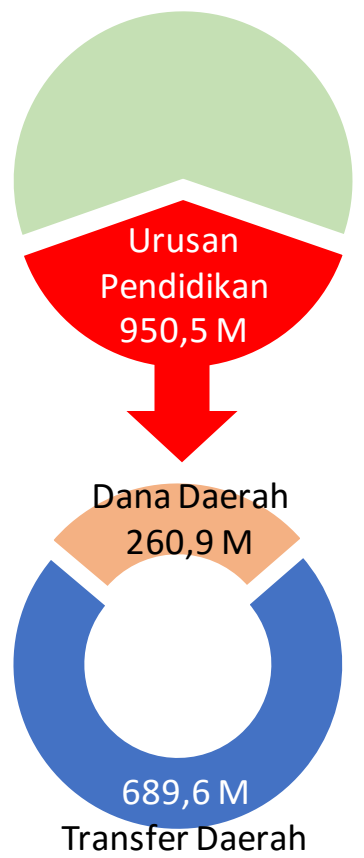 Urusan
Pendidikan
950,5 M
Dana Daerah
260,9 M
689,6 M
Transfer Daerah